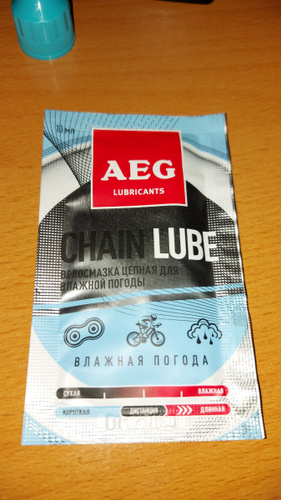 10 мл
AEG
LUBRICANTS
CHAIN LUBE
ВЕЛОСМАЗКА ЦЕПНАЯ ДЛЯ
ВЛАЖНОЙ ПОГОДЫ
ВЛАЖНАЯ ПОГОДА
СУХАЯ ВЛАЖНАЯ
КОРОТКАЯ ДИСТАНЦИЯ ДЛИННАЯ